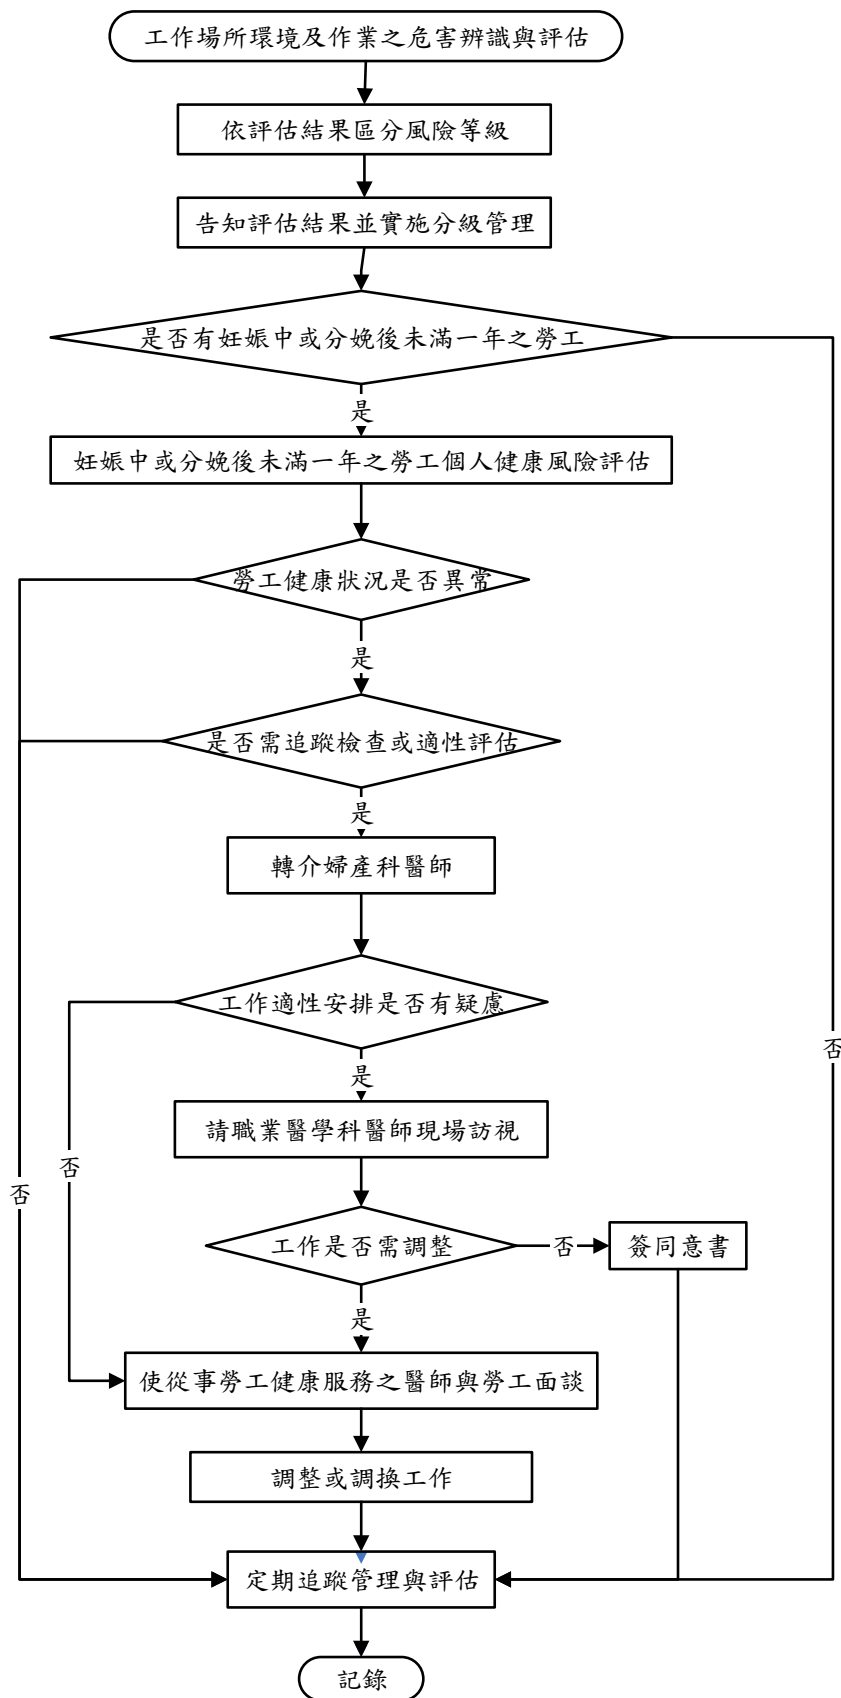 工作場所環境及作業之危害辨識與評估
依評估結果區分風險等級
告知評估結果並實施分級管理
是否有妊娠中或分娩後未滿一年之勞工
是
妊娠中或分娩後未滿一年之勞工個人健康風險評估
勞工健康狀況是否異常
是
是否需追蹤檢查或適性評估
是
轉介婦產科醫師
工作適性安排是否有疑慮
否
是
請職業醫學科醫師現場訪視
否
否
工作是否需調整
否
簽同意書
是
使從事勞工健康服務之醫師與勞工面談
調整或調換工作
定期追蹤管理與評估
記錄